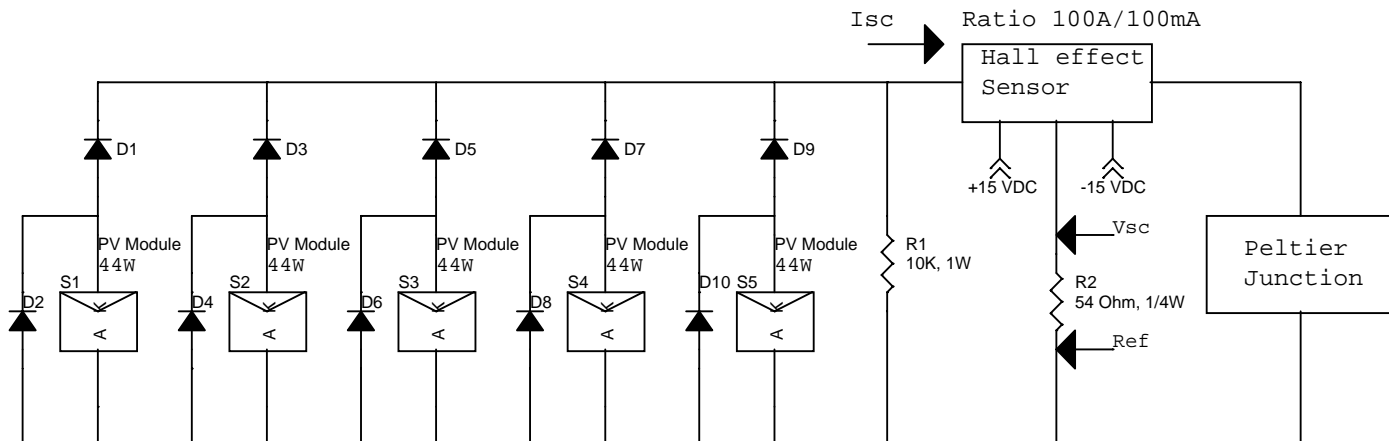 Isc
Ratio 100A/100mA
Hall effect
Sensor
D1
D3
D5
D7
D9
+15 VDC
-15 VDC
PV Module
44W
PV Module
44W
PV Module
44W
PV Module
44W
PV Module
44W
R1
10K, 1W
Vsc
Peltier
Junction
S1
S2
S3
S4
S5
D2
D4
D6
D8
D10
K
K
K
K
K
A
A
A
A
A
R2
54 Ohm, 1/4W
Ref